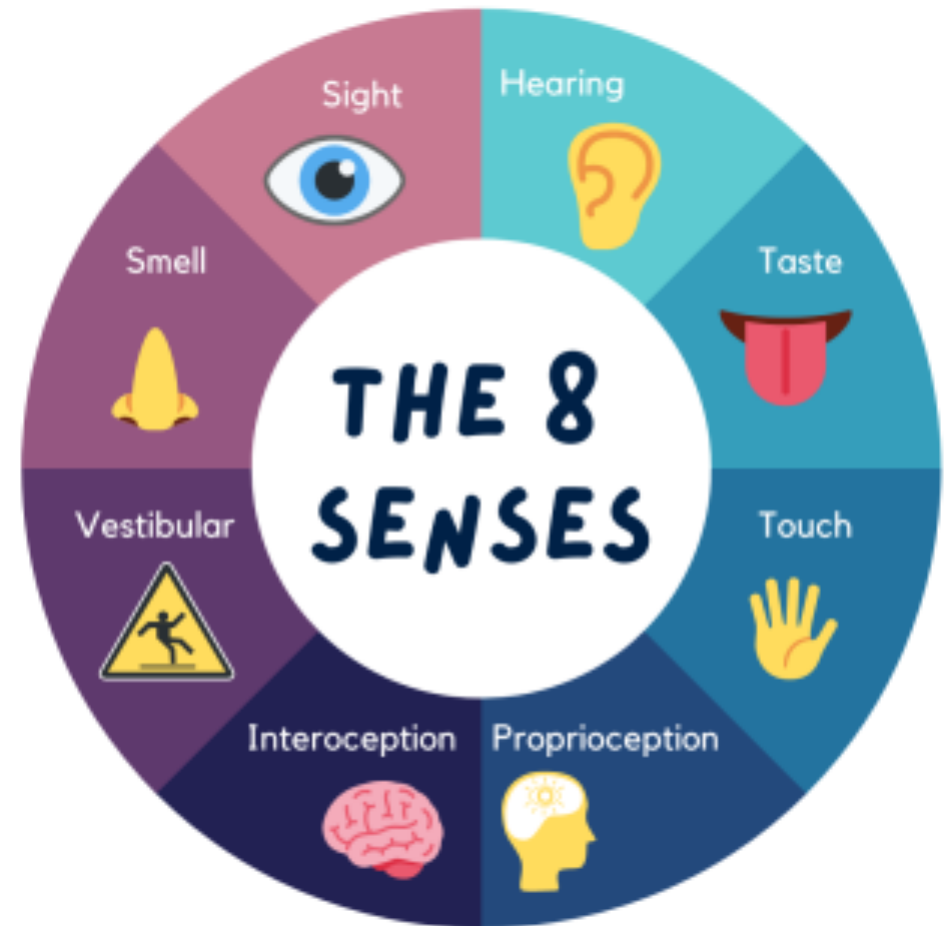 THE 8
SENSES
Sight
Hearing
Taste
Touch
Proprioception
Interoception
Vestibular
Smell